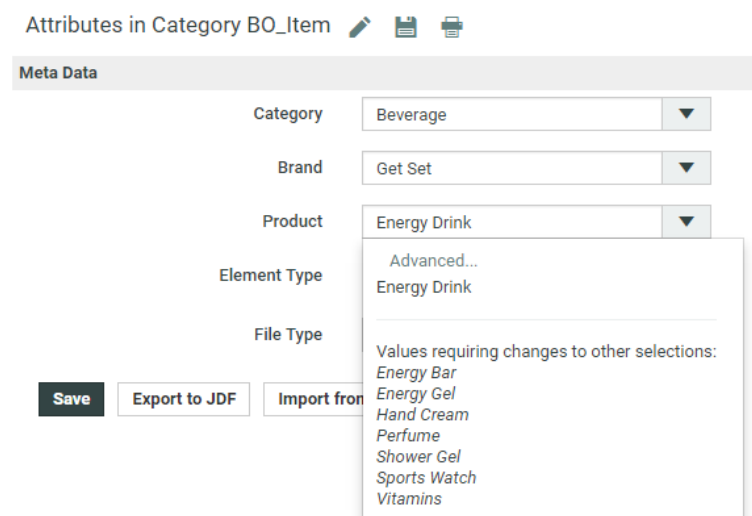 Attributes in Category BO_Item
Meta Data
Category Beverage
Brand Get Set
Product Energy Drink
Advanced...
Element Type
Energy Drink
File Type
Values requiring changes to other selections:
Energy Bar
Energy Gel
Save Export to JDF Import fron
Hand Cream
Perfume
Shower Gel
Sports Watch
Vitamins